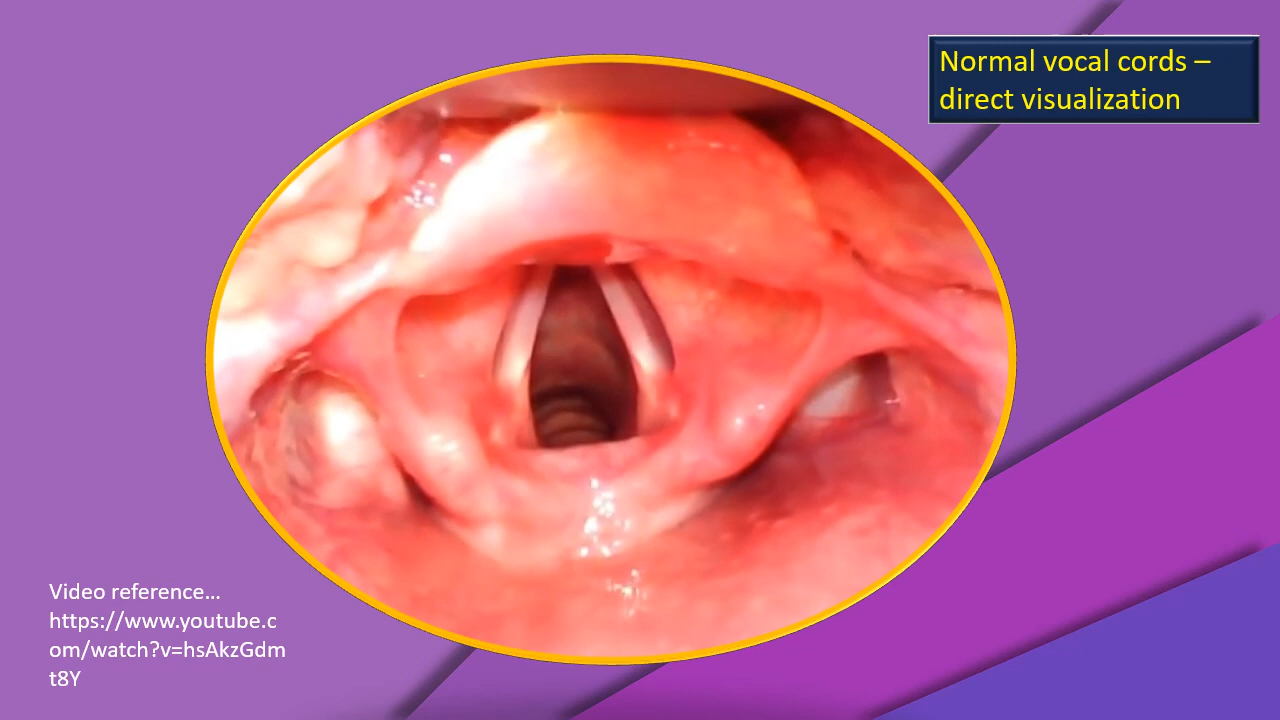 Normal vocal cords –
direct visualization
Video reference...
https://www.youtube.c
om/watch?v=hsAkzGdm
t8Y